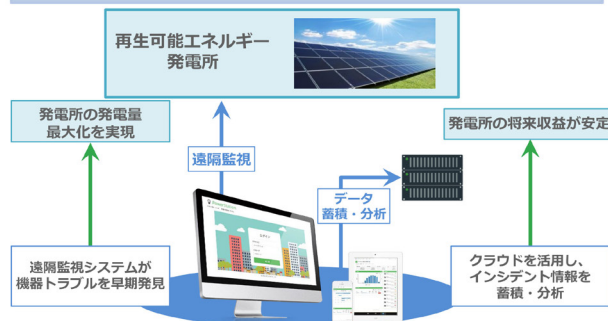 再生可能エネルギー
発電所
発電所の発電量
最大化を実現
発電所の将来収益が安定
遠隔監視
データ
蓄積・分析
遠隔監視システムが
機器トラブルを早期発見
クラウドを活用し、
インシデント情報を
蓄積・分析